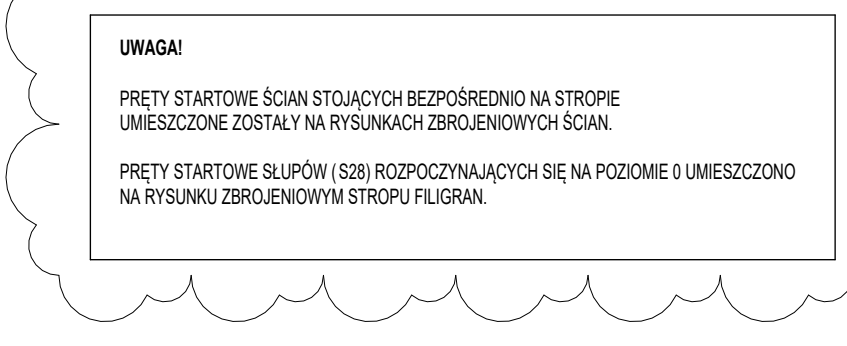 UWAGA!
PRĘTY STARTOWE ŚCIAN STOJĄCYCH BEZPOŚREDNIO NA STROPIE
UMIESZCZONE ZOSTAŁY NA RYSUNKACH ZBROJENIOWYCH ŚCIAN.
PRĘTY STARTOWE SŁUPÓW ( S28) ROZPOCZYNAJĄCYCH SIĘ NA POZIOMIE 0 UMIESZCZONO
NA RYSUNKU ZBROJENIOWYM STROPU FILIGRAN.